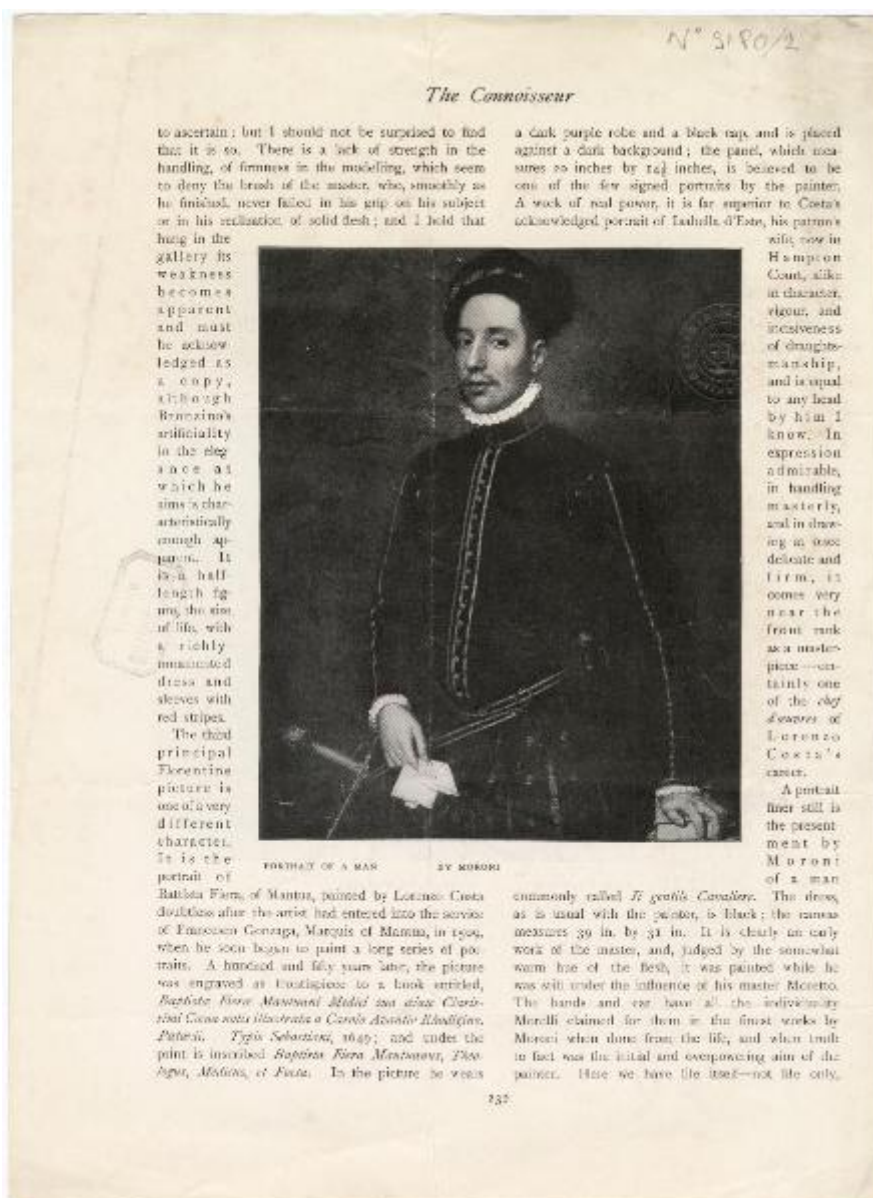 N° 9180/2
The Connoisseur
to ascertain; but I should not be surprised to find
that it is so. There is a lack of strength in the
handling, of firmness in the modelling, which seem
to deny the brush of the master, who, smoothly as
he finished, never failed in his grip on his subject
or in his realisation of solid flesh; and I hold that
hung in the
gallery its
weakness
becomes
apparent
and must
be acknow-
ledged as
a copy,
although
Bronzino's
artificiality
in the eleg-
ance at
which he
aims is char-
acteristically
enough ap-
parent. It
is a half-
length fig-
ure, the size
of life, with
a richly
ornamented
dress and
sleeves with
red stripes.
The third
principal
Florentine
picture is
one of a very
different
character.
It is the
portrait of
Battista Fiera, of Mantua, painted by Lorenzo Costa
doubtless after the artist had entered into the service
of Francesco Gonzaga, Marquis of Mantua, in 1509,
when he soon began to paint a long series of por-
traits. A hundred and fifty years later, the picture
was engraved as frontispiece to a book entitled,
Baptista Fiera Mantuani Medici sua ætate Claris-
simi Cœna notis illustrata a Carolo Avantio Rhodigino.
Patavii. Typis Sebastiani, 1649; and under the
print is inscribed Baptista Fiera Mantuanus, Theo-
logus, Medicus, et Poeta. In the picture he wears
a dark purple robe and a black cap, and is placed
against a dark background; the panel, which mea-
sures 20 inches by 14½ inches, is believed to be
one of the few signed portraits by the painter.
A work of real power, it is far superior to Costa's
acknowledged portrait of Isabella d'Este, his patron's
wife, now in
Hampton
Court, alike
in character,
vigour, and
incisiveness
of draughts-
manship,
and is equal
to any head
by him I
know. In
expression
admirable,
in handling
masterly,
and in draw-
ing at once
delicate and
firm, it
comes very
near the
front rank
as a master-
piece—cer-
tainly one
of the chef
d'œuvres of
Lorenzo
Costa's
career.
A portrait
finer still is
the present-
ment by
Moroni
of a man
commonly called Il gentile Cavaliere. The dress,
as is usual with the painter, is black; the canvas
measures 39 in. by 31 in. It is clearly an early
work of the master, and, judged by the somewhat
warm hue of the flesh, it was painted while he
was still under the influence of his master Moretto.
The hands and ear have all the individuality
Morelli claimed for them in the finest works by
Moroni when done from the life, and when truth
to fact was the initial and overpowering aim of the
painter. Here we have life itself—not life only,
PORTRAIT OF A MAN BY MORONI
232